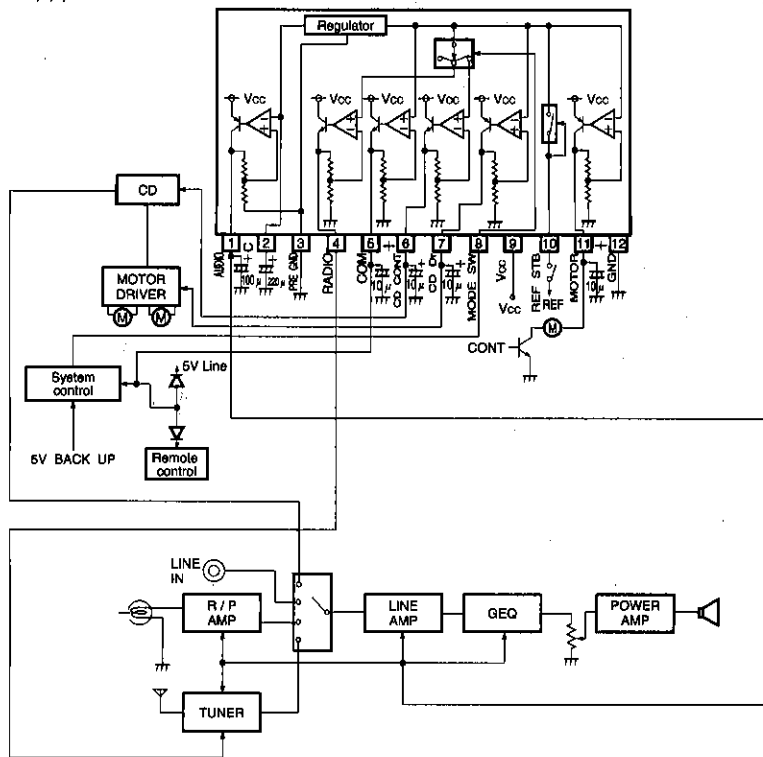 Regulator
Vcc Vcc Vcc Vcc Vcc Vcc
CD
1 2 3 4 5 6 7 8 9 10 11 12
AUDIO
C
100μ
220μ
PRE GND
RADIO
COM
10μ
CD CONT
10μ
CD Dr
10μ
MODE SW
Vcc
Vcc
REF STB
REF
MOTOR
10μ
GND
MOTOR
DRIVER
M M
M
CONT
5V Line
System
control
5V BACK UP
Remote
control
LINE
IN
R / P
AMP
LINE
AMP
GEQ
POWER
AMP
TUNER